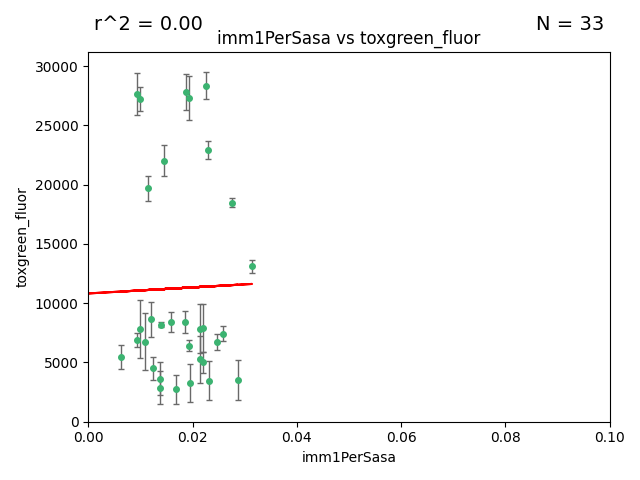 r^2 = 0.00
N = 33
imm1PerSasa vs toxgreen_fluor
30000
25000
20000
15000
10000
5000
0
toxgreen_fluor
0.00 0.02 0.04 0.06 0.08 0.10
imm1PerSasa